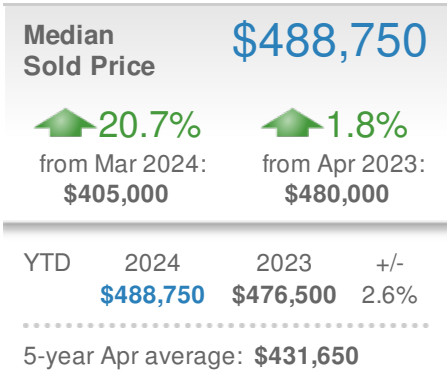 Median $488,750
Sold Price
20.7% 1.8%
from Mar 2024: from Apr 2023:
$405,000 $480,000
YTD 2024 2023 +/-
$488,750 $476,500 2.6%
5-year Apr average: $431,650